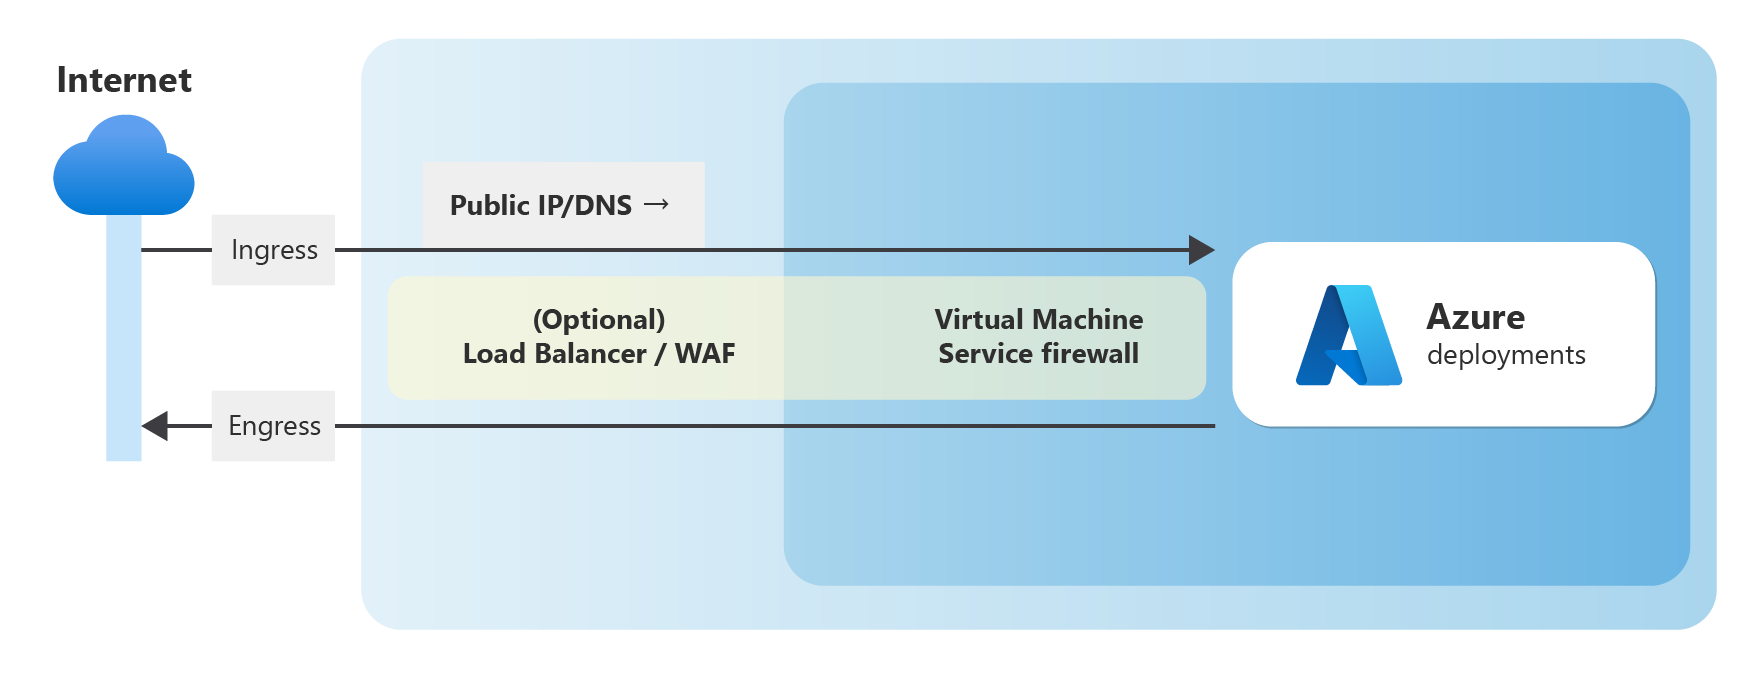 Internet
Public IP/DNS →
Ingress
(Optional)
Load Balancer / WAF
Virtual Machine
Service firewall
Azure
deployments
Engress